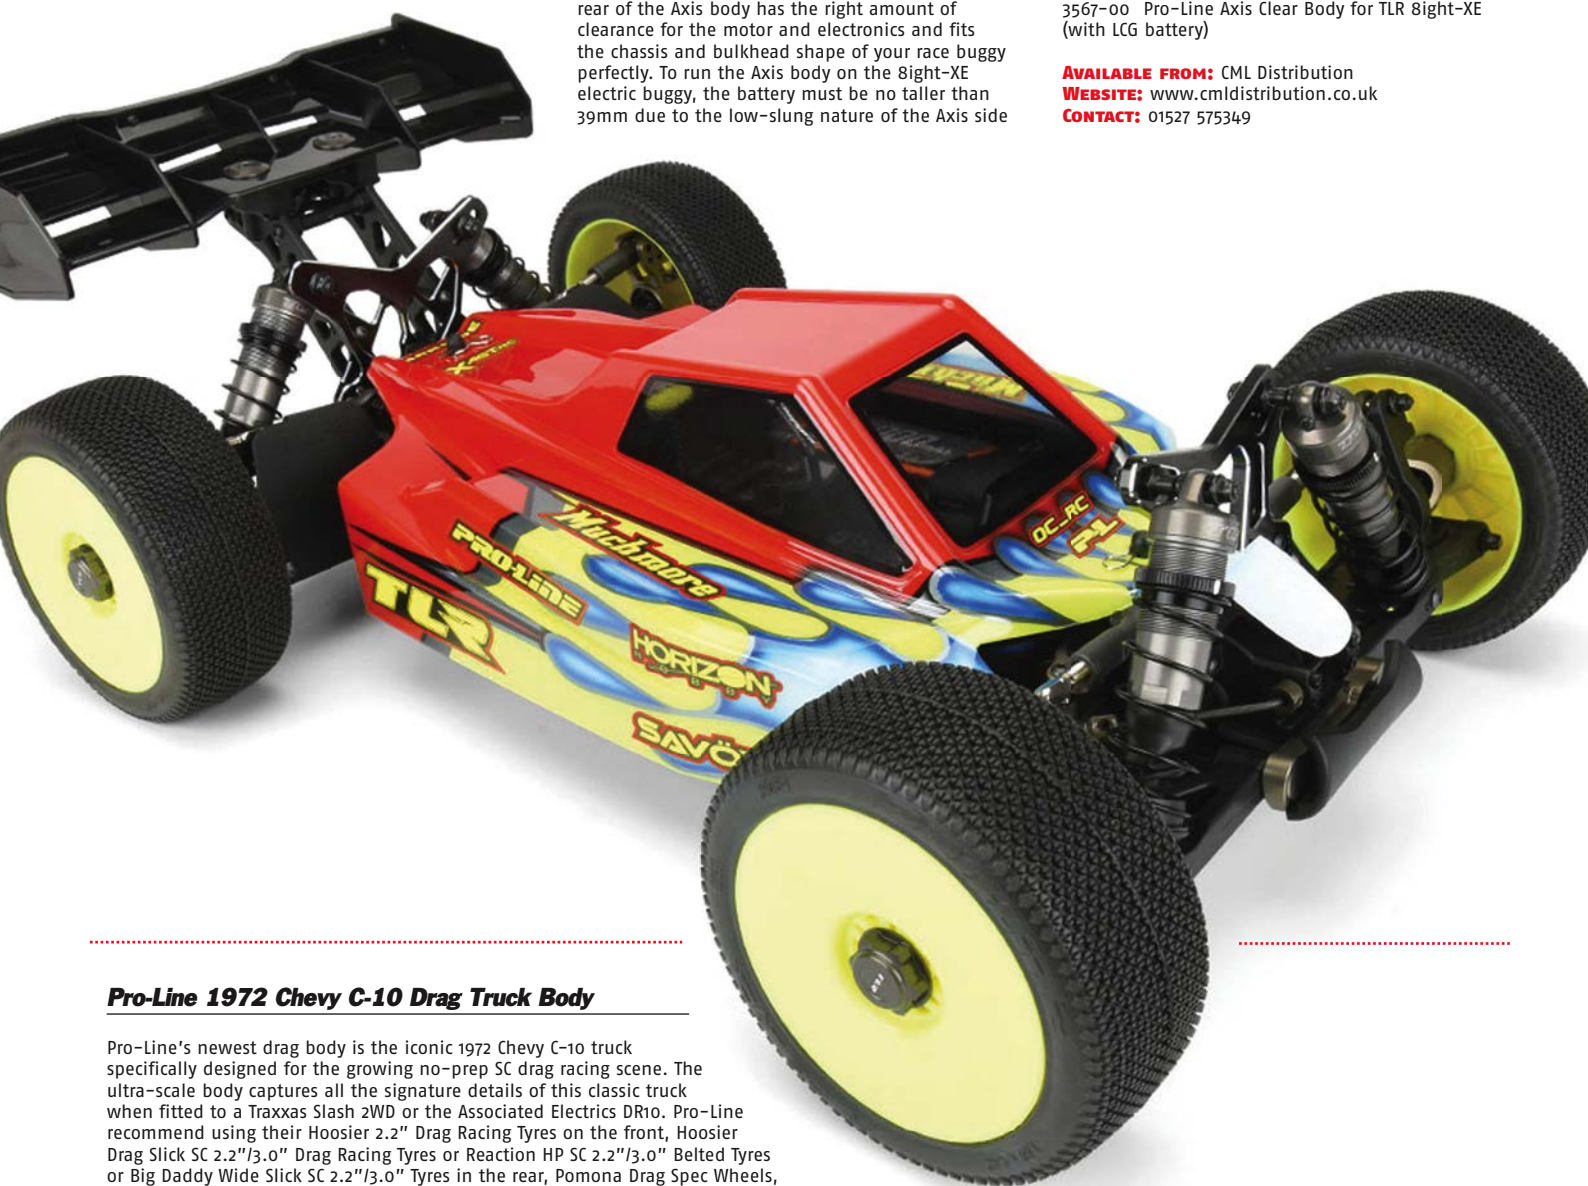 rear of the Axis body has the right amount of
clearance for the motor and electronics and fits
the chassis and bulkhead shape of your race buggy
perfectly. To run the Axis body on the 8ight-XE
electric buggy, the battery must be no taller than
39mm due to the low-slung nature of the Axis side
3567-00 Pro-Line Axis Clear Body for TLR 8ight-XE
(with LCG battery)
AVAILABLE FROM: CML Distribution
WEBSITE: www.cmldistribution.co.uk
CONTACT: 01527 575349
OC_RC
PL
Muchmore
PRO-LINE
TLR
HORIZON
HOBBY
SAVÖ
Pro-Line 1972 Chevy C-10 Drag Truck Body
Pro-Line's newest drag body is the iconic 1972 Chevy C-10 truck
specifically designed for the growing no-prep SC drag racing scene. The
ultra-scale body captures all the signature details of this classic truck
when fitted to a Traxxas Slash 2WD or the Associated Electrics DR10. Pro-Line
recommend using their Hoosier 2.2" Drag Racing Tyres on the front, Hoosier
Drag Slick SC 2.2"/3.0" Drag Racing Tyres or Reaction HP SC 2.2"/3.0" Belted Tyres
or Big Daddy Wide Slick SC 2.2"/3.0" Tyres in the rear, Pomona Drag Spec Wheels,